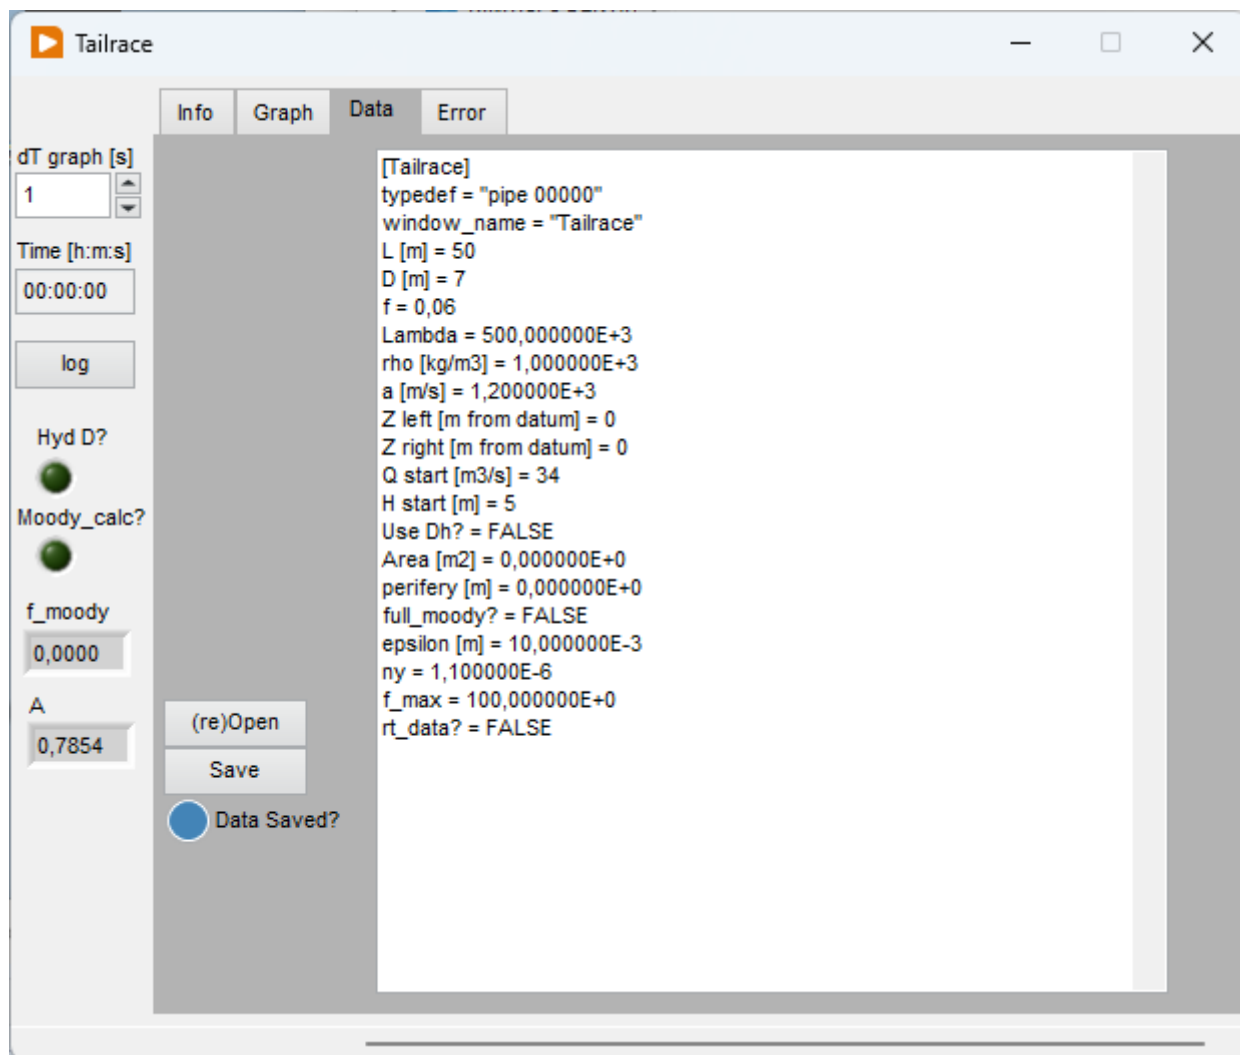 Tailrace
Info Graph Data Error
dT graph [s]
1
Time [h:m:s]
00:00:00
log
Hyd D?
Moody_calc?
f_moody
0,0000
A
0,7854
(re)Open
Save
Data Saved?
[Tailrace]
typedef = "pipe 00000"
window_name = "Tailrace"
L [m] = 50
D [m] = 7
f = 0,06
Lambda = 500,000000E+3
rho [kg/m3] = 1,000000E+3
a [m/s] = 1,200000E+3
Z left [m from datum] = 0
Z right [m from datum] = 0
Q start [m3/s] = 34
H start [m] = 5
Use Dh? = FALSE
Area [m2] = 0,000000E+0
perifery [m] = 0,000000E+0
full_moody? = FALSE
epsilon [m] = 10,000000E-3
ny = 1,100000E-6
f_max = 100,000000E+0
rt_data? = FALSE